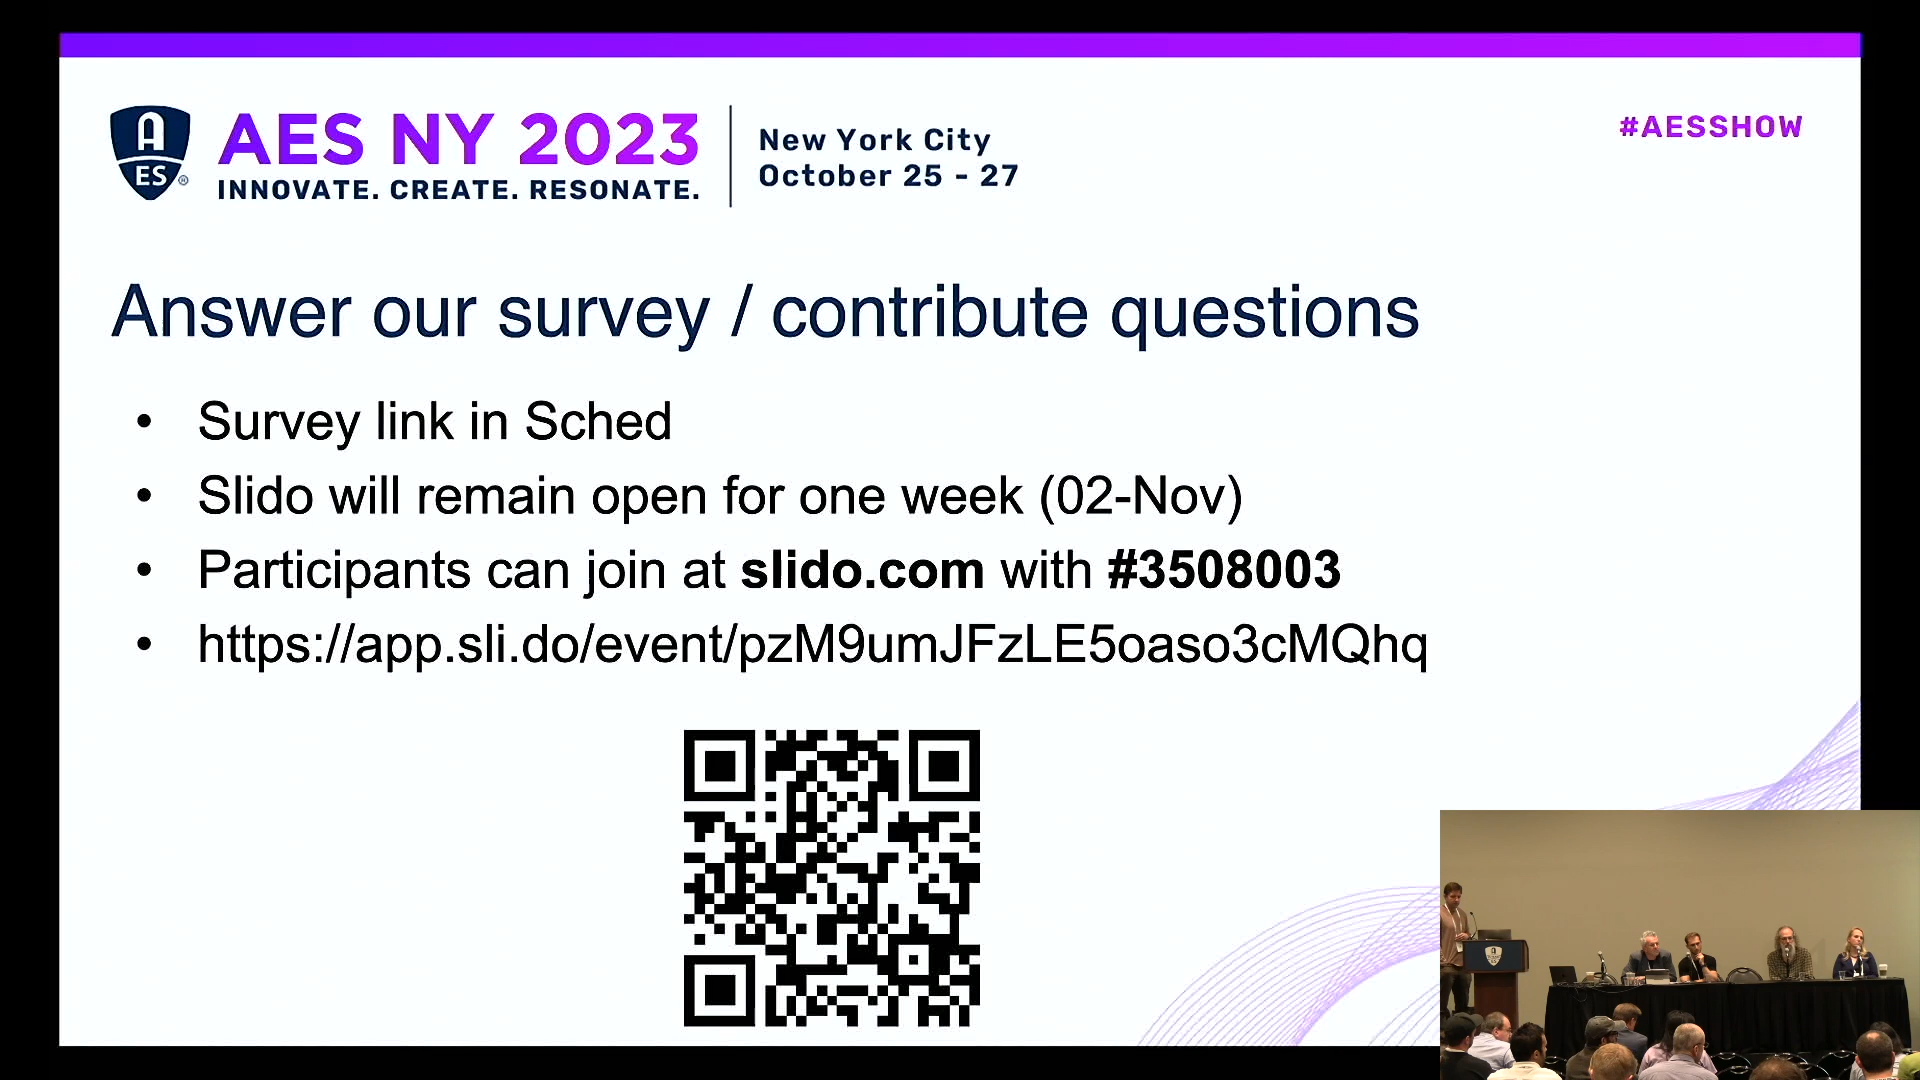 A
ES®
AES NY 2023
INNOVATE. CREATE. RESONATE.
New York City
October 25 - 27
#AESSHOW
Answer our survey / contribute questions
• Survey link in Sched
• Slido will remain open for one week (02-Nov)
• Participants can join at slido.com with #3508003
• https://app.sli.do/event/pzM9umJFzLE5oaso3cMQhq